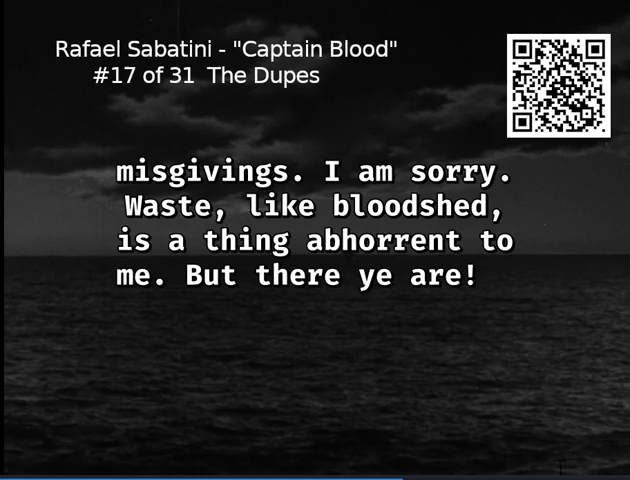 Rafael Sabatini - "Captain Blood"
#17 of 31 The Dupes
misgivings. I am sorry.
Waste, like bloodshed,
is a thing abhorrent to
me. But there ye are!